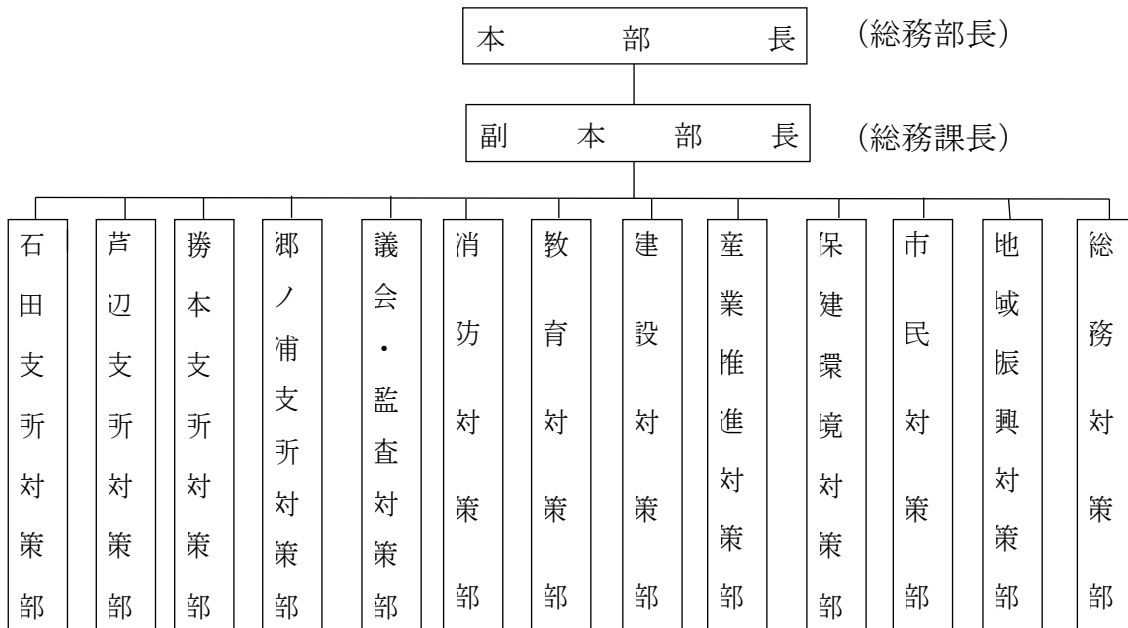 本部長
(総務部長)
副本部長
(総務課長)
総務対策部
地域振興対策部
市民対策部
保健環境対策部
産業推進対策部
建設対策部
教育対策部
消防対策部
議会・監査対策部
郷ノ浦支所対策部
勝本支所対策部
芦辺支所対策部
石田支所対策部